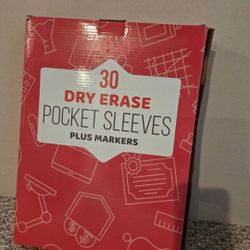 30
DRY ERASE
POCKET SLEEVES
PLUS MARKERS